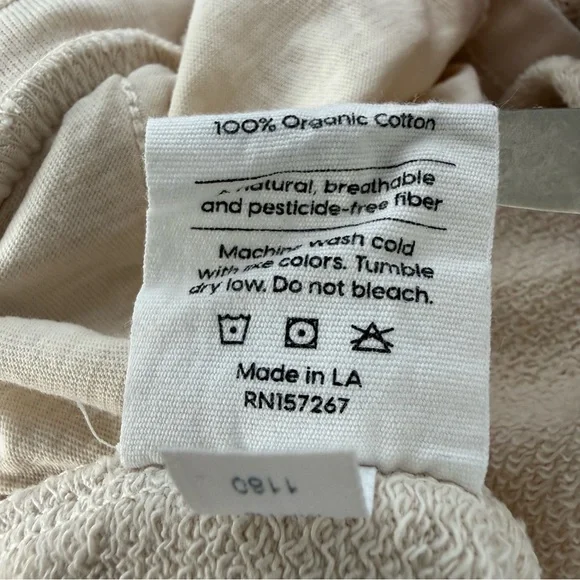 100% Organic Cotton
A natural, breathable
and pesticide-free fiber
Machine wash cold
with like colors. Tumble
dry low. Do not bleach.
Made in LA
RN157267
1180